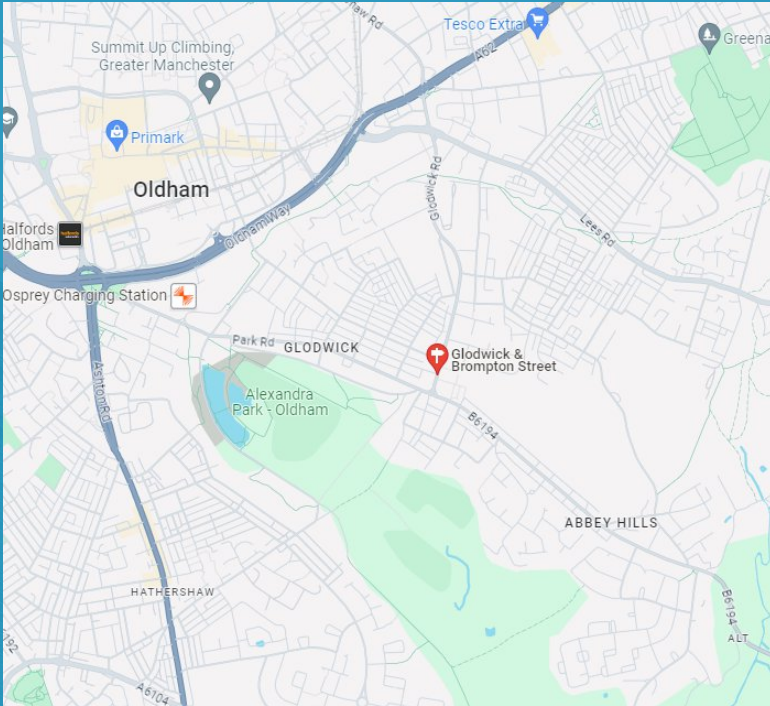 Tesco Extra
A62
Greena
Summit Up Climbing,
Greater Manchester
Primark
Oldham
Glodwick Rd
Lees Rd
Halfords
Oldham
Oldham Way
Osprey Charging Station
Park Rd
GLODWICK
Glodwick &
Brompton Street
Ashton Rd
Alexandra
Park - Oldham
B6194
ABBEY HILLS
HATHERSHAW
B6194
ALT
A6104